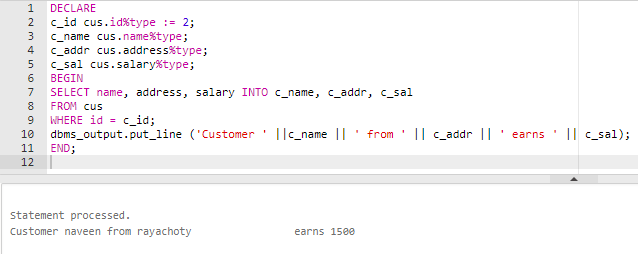 1 DECLARE
2 c_id cus.id%type := 2;
3 c_name cus.name%type;
4 c_addr cus.address%type;
5 c_sal cus.salary%type;
6 BEGIN
7 SELECT name, address, salary INTO c_name, c_addr, c_sal
8 FROM cus
9 WHERE id = c_id;
10 dbms_output.put_line ('Customer ' ||c_name || ' from ' || c_addr || ' earns ' || c_sal);
11 END;
12
Statement processed.
Customer naveen from rayachoty                 earns 1500